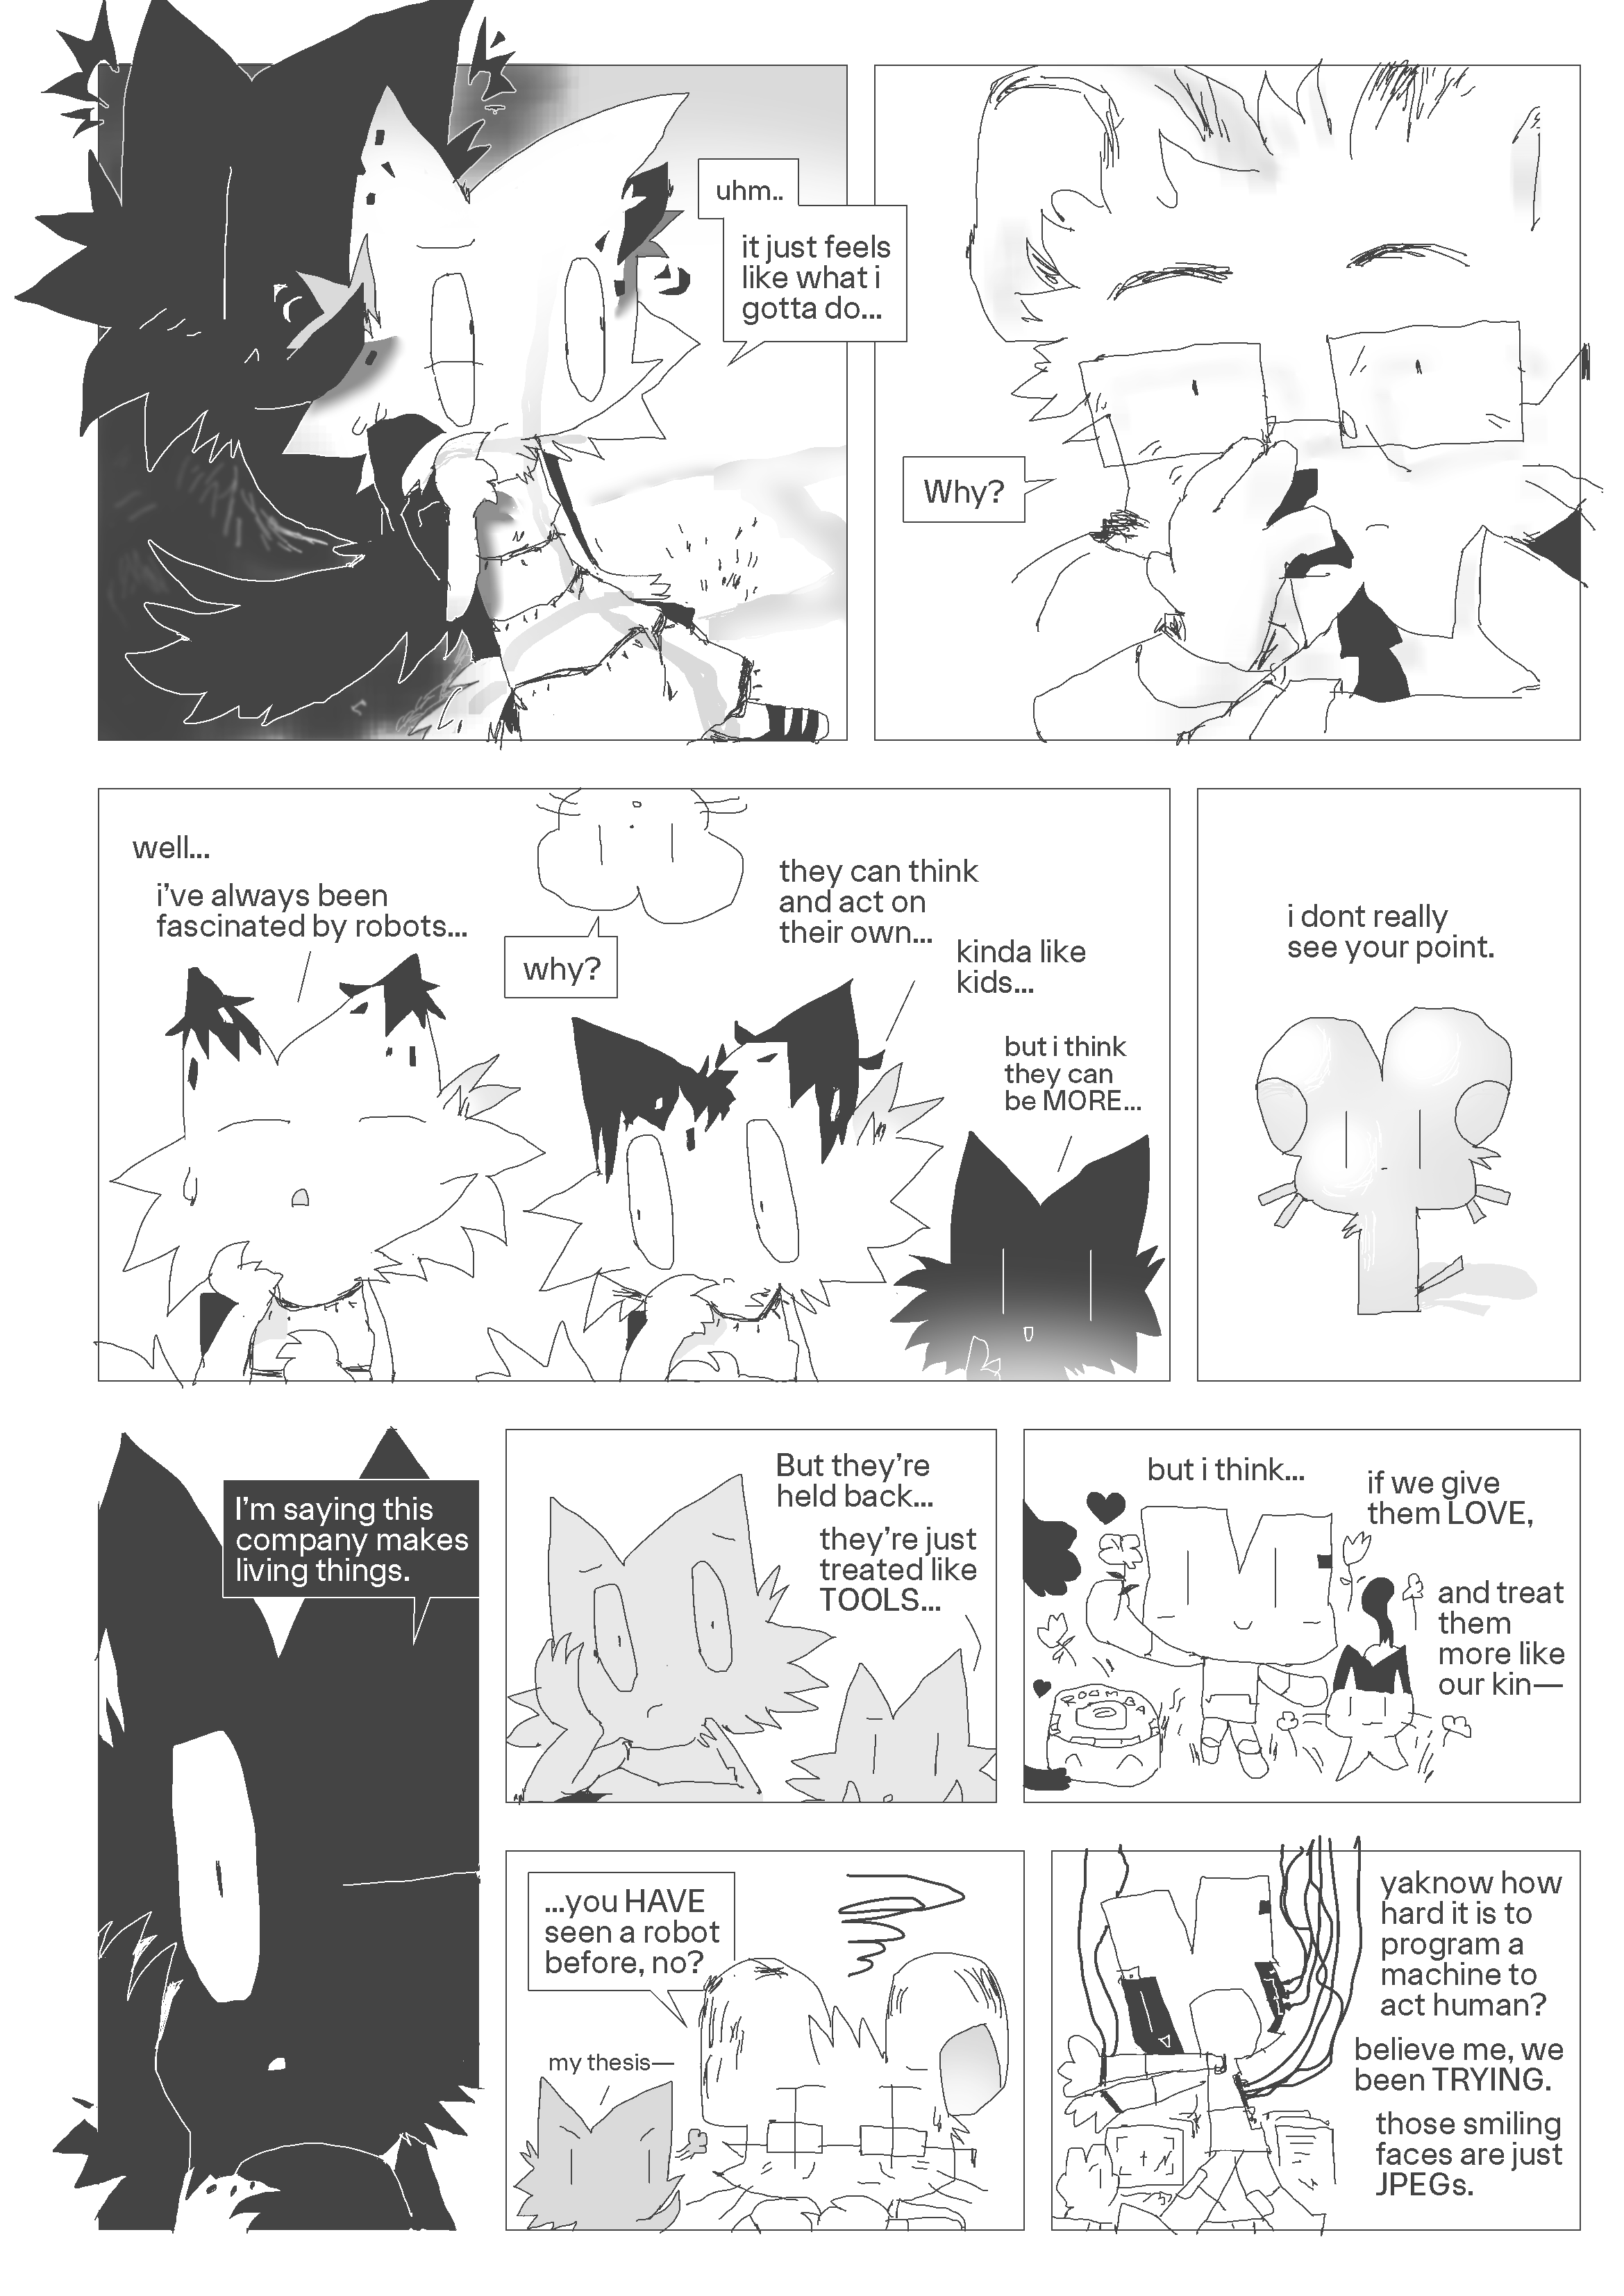 uhm..
it just feels
like what i
gotta do...
Why?
well...
i've always been
fascinated by robots...
why?
they can think
and act on
their own...
kinda like
kids...
but i think
they can
be MORE...
i dont really
see your point.
I'm saying this
company makes
living things.
But they're
held back...
they're just
treated like
TOOLS...
but i think...
if we give
them LOVE,
and treat
them
more like
our kin—
ROOMBA
...you HAVE
seen a robot
before, no?
my thesis—
yaknow how
hard it is to
program a
machine to
act human?
believe me, we
been TRYING.
those smiling
faces are just
JPEGs.